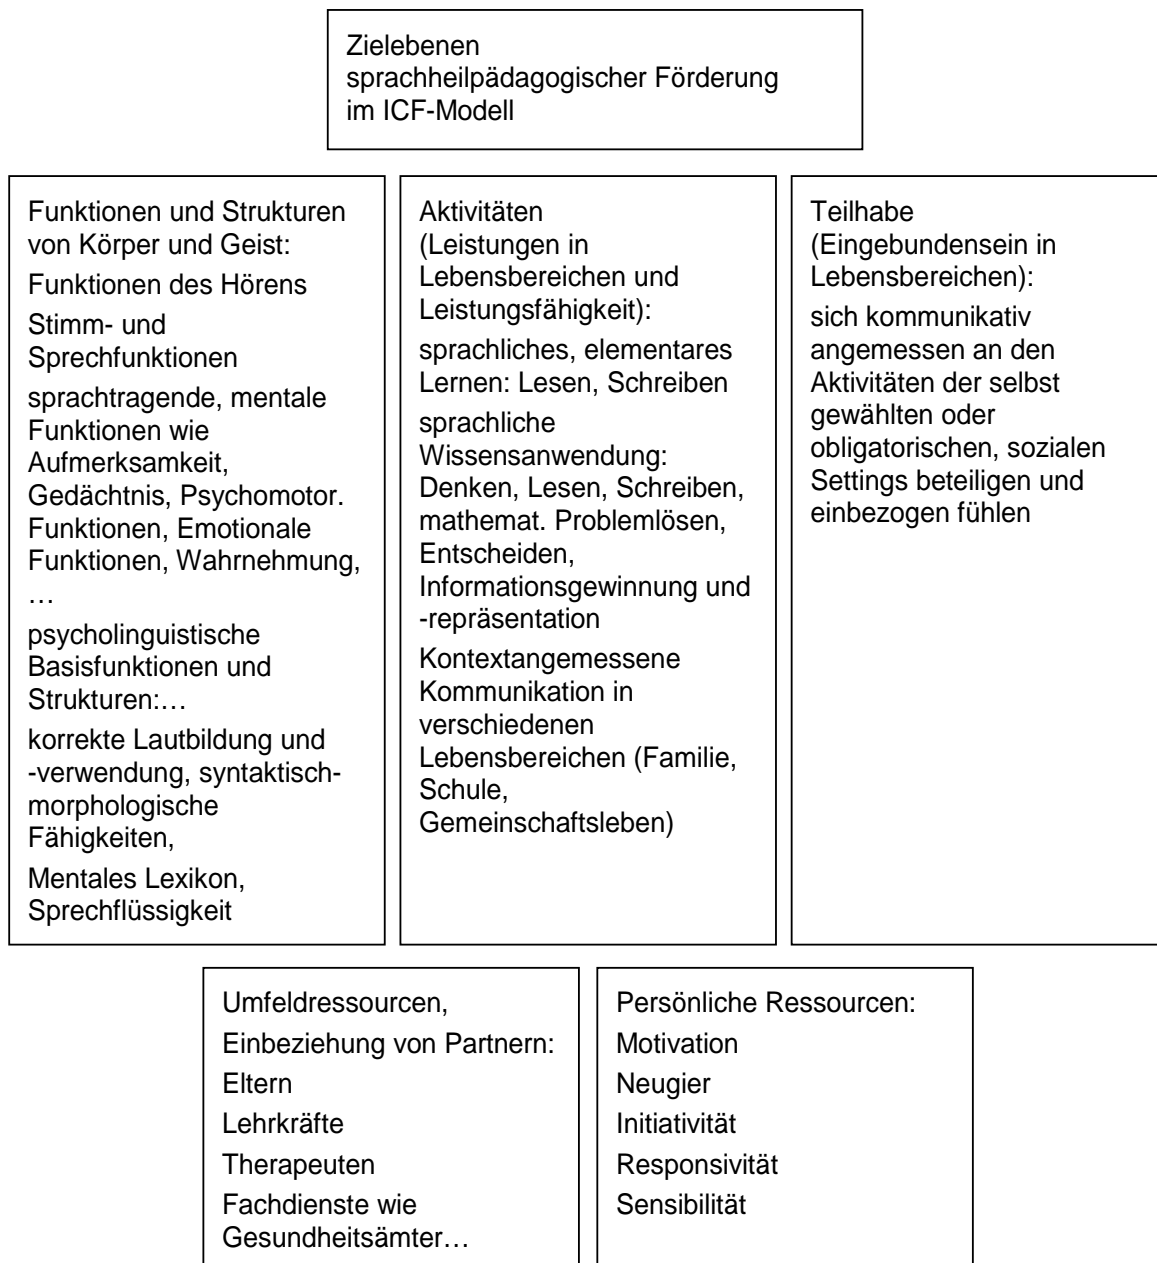 Zielebenen
sprachheilpädagogischer Förderung
im ICF-Modell
Funktionen und Strukturen
von Körper und Geist:
Funktionen des Hörens
Stimm- und
Sprechfunktionen
sprachtragende, mentale
Funktionen wie
Aufmerksamkeit,
Gedächtnis, Psychomotor.
Funktionen, Emotionale
Funktionen, Wahrnehmung,
…
psycholinguistische
Basisfunktionen und
Strukturen:…
korrekte Lautbildung und
-verwendung, syntaktisch-
morphologische
Fähigkeiten,
Mentales Lexikon,
Sprechflüssigkeit
Aktivitäten
(Leistungen in
Lebensbereichen und
Leistungsfähigkeit):
sprachliches, elementares
Lernen: Lesen, Schreiben
sprachliche
Wissensanwendung:
Denken, Lesen, Schreiben,
mathemat. Problemlösen,
Entscheiden,
Informationsgewinnung und
-repräsentation
Kontextangemessene
Kommunikation in
verschiedenen
Lebensbereichen (Familie,
Schule,
Gemeinschaftsleben)
Teilhabe
(Eingebundensein in
Lebensbereichen):
sich kommunikativ
angemessen an den
Aktivitäten der selbst
gewählten oder
obligatorischen, sozialen
Settings beteiligen und
einbezogen fühlen
Umfeldressourcen,
Einbeziehung von Partnern:
Eltern
Lehrkräfte
Therapeuten
Fachdienste wie
Gesundheitsämter…
Persönliche Ressourcen:
Motivation
Neugier
Initiativität
Responsivität
Sensibilität